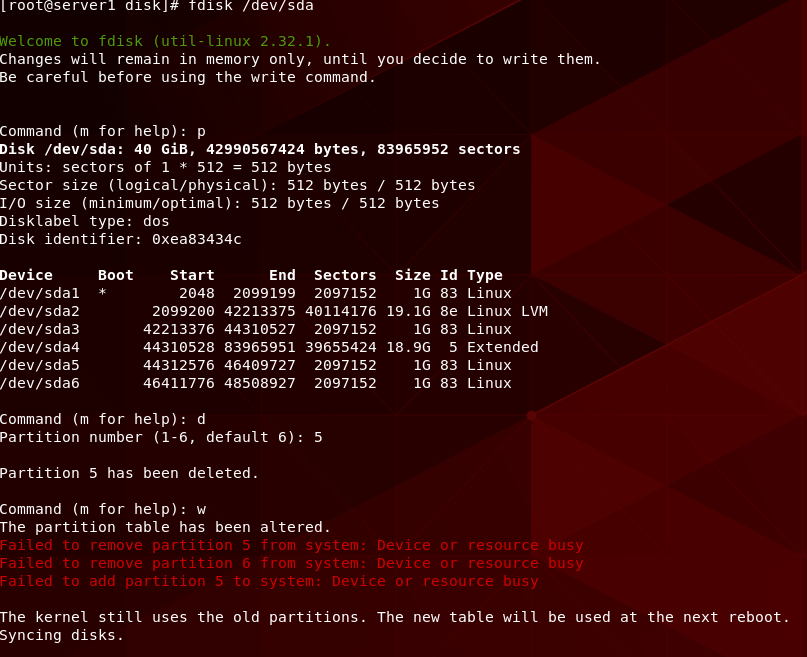 [root@server1 disk]# fdisk /dev/sda
Welcome to fdisk (util-linux 2.32.1).
Changes will remain in memory only, until you decide to write them.
Be careful before using the write command.
Command (m for help): p
Disk /dev/sda: 40 GiB, 42990567424 bytes, 83965952 sectors
Units: sectors of 1 * 512 = 512 bytes
Sector size (logical/physical): 512 bytes / 512 bytes
I/O size (minimum/optimal): 512 bytes / 512 bytes
Disklabel type: dos
Disk identifier: 0xea83434c
Device     Boot    Start      End  Sectors  Size Id Type
/dev/sda1  *        2048  2099199  2097152    1G 83 Linux
/dev/sda2        2099200 42213375 40114176 19.1G 8e Linux LVM
/dev/sda3       42213376 44310527  2097152    1G 83 Linux
/dev/sda4       44310528 83965951 39655424 18.9G  5 Extended
/dev/sda5       44312576 46409727  2097152    1G 83 Linux
/dev/sda6       46411776 48508927  2097152    1G 83 Linux
Command (m for help): d
Partition number (1-6, default 6): 5
Partition 5 has been deleted.
Command (m for help): w
The partition table has been altered.
Failed to remove partition 5 from system: Device or resource busy
Failed to remove partition 6 from system: Device or resource busy
Failed to add partition 5 to system: Device or resource busy
The kernel still uses the old partitions. The new table will be used at the next reboot.
Syncing disks.